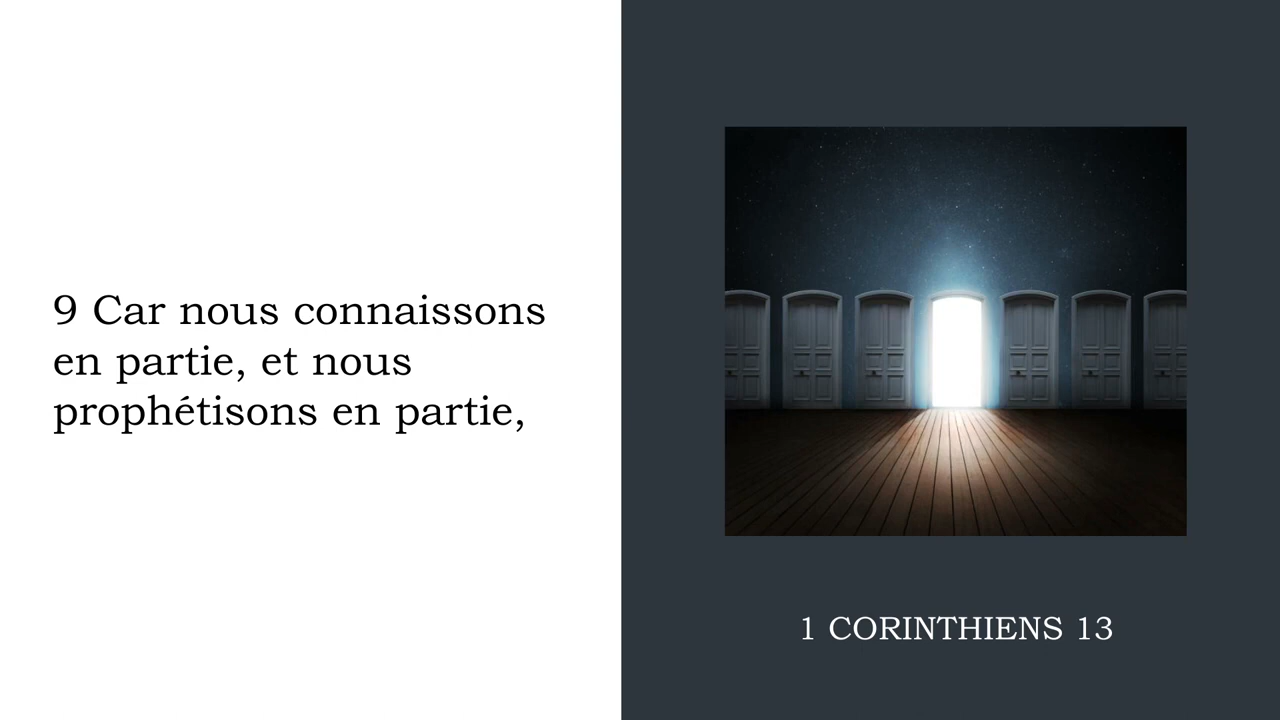 9 Car nous connaissons
en partie, et nous
prophétisons en partie,
1 CORINTHIENS 13